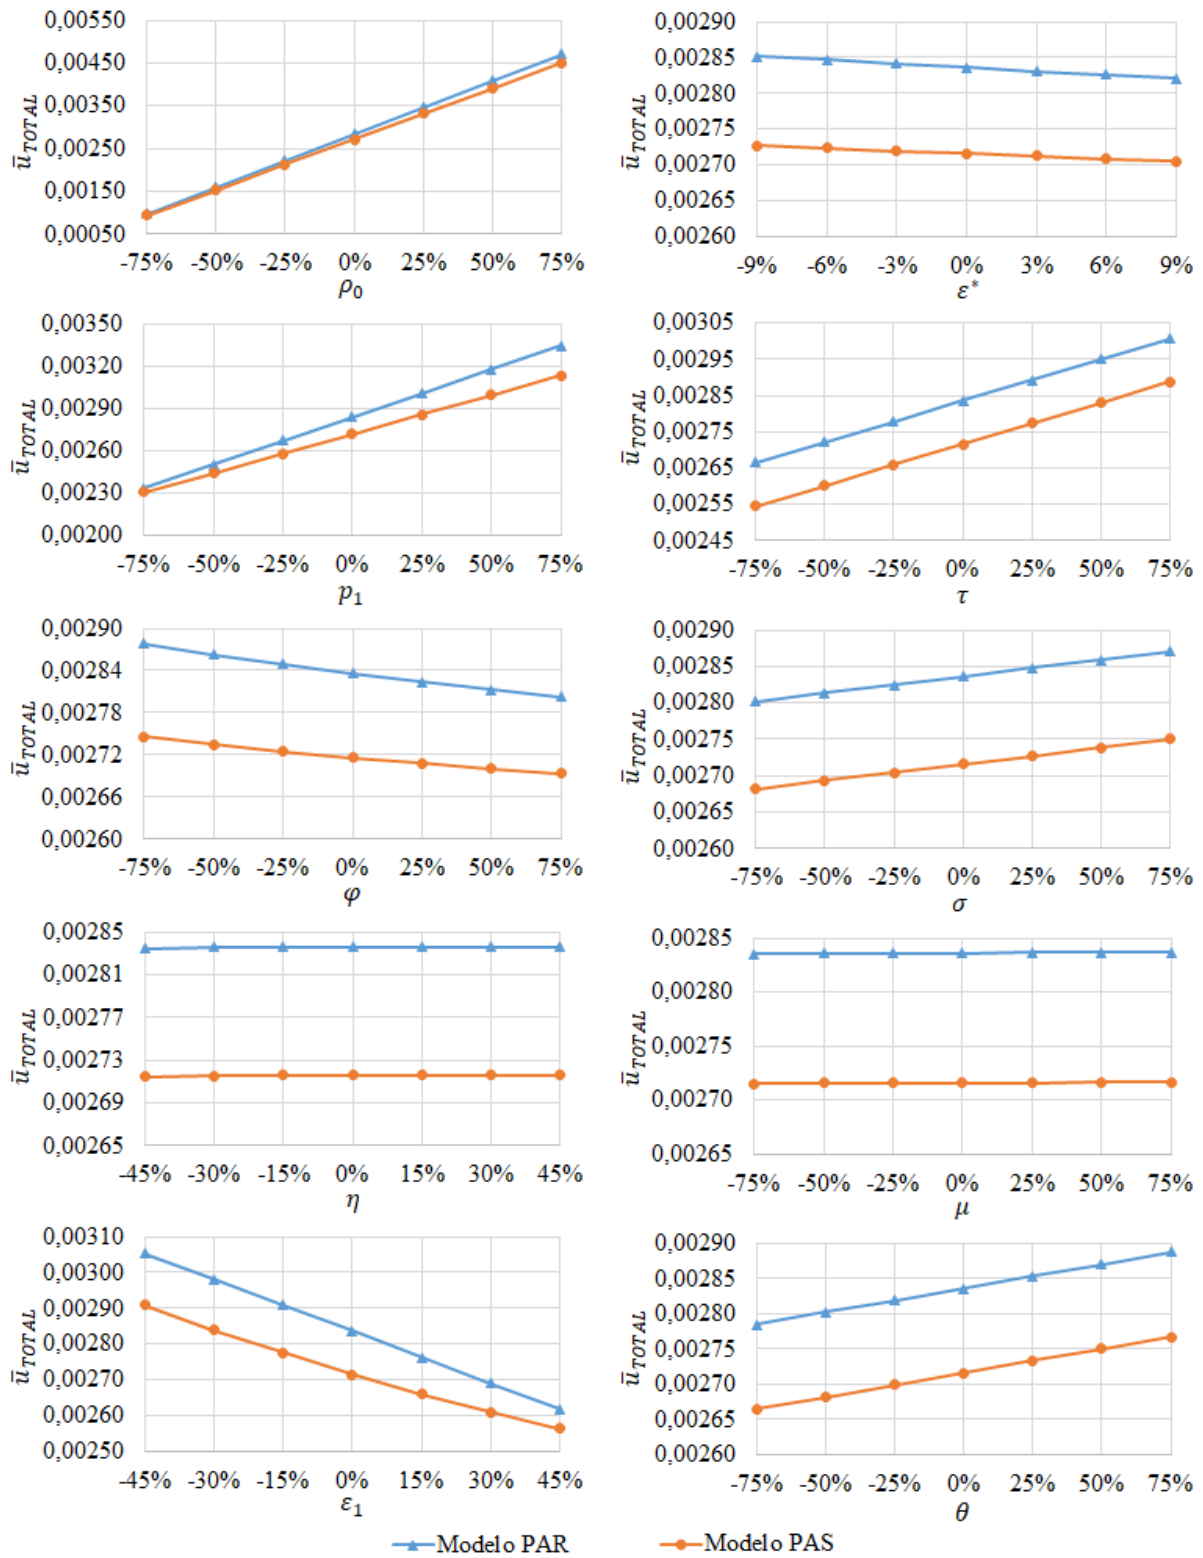 ū_TOTAL
0,00550
0,00450
0,00350
0,00250
0,00150
0,00050
-75% -50% -25% 0% 25% 50% 75%
ρ₀
ū_TOTAL
0,00290
0,00285
0,00280
0,00275
0,00270
0,00265
0,00260
-9% -6% -3% 0% 3% 6% 9%
ε*
ū_TOTAL
0,00350
0,00320
0,00290
0,00260
0,00230
0,00200
-75% -50% -25% 0% 25% 50% 75%
p₁
ū_TOTAL
0,00305
0,00295
0,00285
0,00275
0,00265
0,00255
0,00245
-75% -50% -25% 0% 25% 50% 75%
τ
ū_TOTAL
0,00290
0,00284
0,00278
0,00272
0,00266
0,00260
-75% -50% -25% 0% 25% 50% 75%
φ
ū_TOTAL
0,00290
0,00285
0,00280
0,00275
0,00270
0,00265
0,00260
-75% -50% -25% 0% 25% 50% 75%
σ
ū_TOTAL
0,00285
0,00281
0,00277
0,00273
0,00269
0,00265
-45% -30% -15% 0% 15% 30% 45%
η
ū_TOTAL
0,00285
0,00280
0,00275
0,00270
0,00265
-75% -50% -25% 0% 25% 50% 75%
μ
ū_TOTAL
0,00310
0,00300
0,00290
0,00280
0,00270
0,00260
0,00250
-45% -30% -15% 0% 15% 30% 45%
ε₁
ū_TOTAL
0,00290
0,00285
0,00280
0,00275
0,00270
0,00265
0,00260
-75% -50% -25% 0% 25% 50% 75%
θ
Modelo PAR Modelo PAS